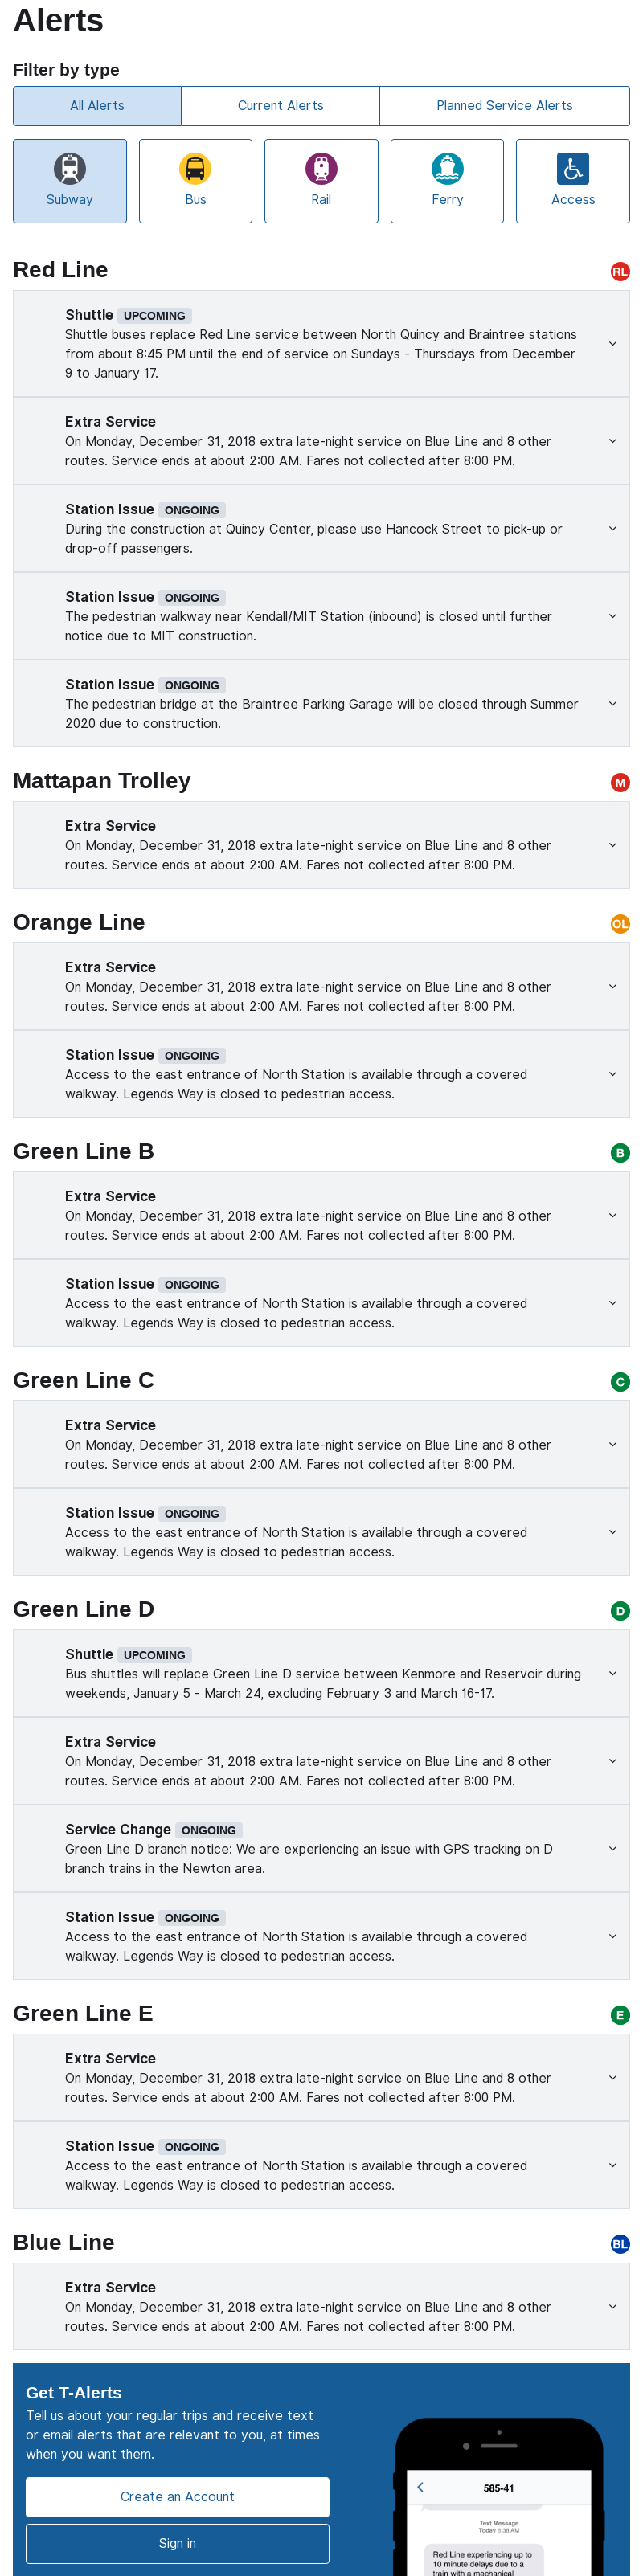 Alerts
Filter by type
All Alerts
Current Alerts
Planned Service Alerts
Subway
Bus
Rail
Ferry
Access
Red Line
RL
Shuttle UPCOMING
Shuttle buses replace Red Line service between North Quincy and Braintree stations
from about 8:45 PM until the end of service on Sundays - Thursdays from December
9 to January 17.
Extra Service
On Monday, December 31, 2018 extra late-night service on Blue Line and 8 other
routes. Service ends at about 2:00 AM. Fares not collected after 8:00 PM.
Station Issue ONGOING
During the construction at Quincy Center, please use Hancock Street to pick-up or
drop-off passengers.
Station Issue ONGOING
The pedestrian walkway near Kendall/MIT Station (inbound) is closed until further
notice due to MIT construction.
Station Issue ONGOING
The pedestrian bridge at the Braintree Parking Garage will be closed through Summer
2020 due to construction.
Mattapan Trolley
M
Extra Service
On Monday, December 31, 2018 extra late-night service on Blue Line and 8 other
routes. Service ends at about 2:00 AM. Fares not collected after 8:00 PM.
Orange Line
OL
Extra Service
On Monday, December 31, 2018 extra late-night service on Blue Line and 8 other
routes. Service ends at about 2:00 AM. Fares not collected after 8:00 PM.
Station Issue ONGOING
Access to the east entrance of North Station is available through a covered
walkway. Legends Way is closed to pedestrian access.
Green Line B
B
Extra Service
On Monday, December 31, 2018 extra late-night service on Blue Line and 8 other
routes. Service ends at about 2:00 AM. Fares not collected after 8:00 PM.
Station Issue ONGOING
Access to the east entrance of North Station is available through a covered
walkway. Legends Way is closed to pedestrian access.
Green Line C
C
Extra Service
On Monday, December 31, 2018 extra late-night service on Blue Line and 8 other
routes. Service ends at about 2:00 AM. Fares not collected after 8:00 PM.
Station Issue ONGOING
Access to the east entrance of North Station is available through a covered
walkway. Legends Way is closed to pedestrian access.
Green Line D
D
Shuttle UPCOMING
Bus shuttles will replace Green Line D service between Kenmore and Reservoir during
weekends, January 5 - March 24, excluding February 3 and March 16-17.
Extra Service
On Monday, December 31, 2018 extra late-night service on Blue Line and 8 other
routes. Service ends at about 2:00 AM. Fares not collected after 8:00 PM.
Service Change ONGOING
Green Line D branch notice: We are experiencing an issue with GPS tracking on D
branch trains in the Newton area.
Station Issue ONGOING
Access to the east entrance of North Station is available through a covered
walkway. Legends Way is closed to pedestrian access.
Green Line E
E
Extra Service
On Monday, December 31, 2018 extra late-night service on Blue Line and 8 other
routes. Service ends at about 2:00 AM. Fares not collected after 8:00 PM.
Station Issue ONGOING
Access to the east entrance of North Station is available through a covered
walkway. Legends Way is closed to pedestrian access.
Blue Line
BL
Extra Service
On Monday, December 31, 2018 extra late-night service on Blue Line and 8 other
routes. Service ends at about 2:00 AM. Fares not collected after 8:00 PM.
Get T-Alerts
Tell us about your regular trips and receive text
or email alerts that are relevant to you, at times
when you want them.
Create an Account
Sign in
585-41
Text Message
Today 8:38 AM
Red Line experiencing up to
10 minute delays due to a
train with a mechanical